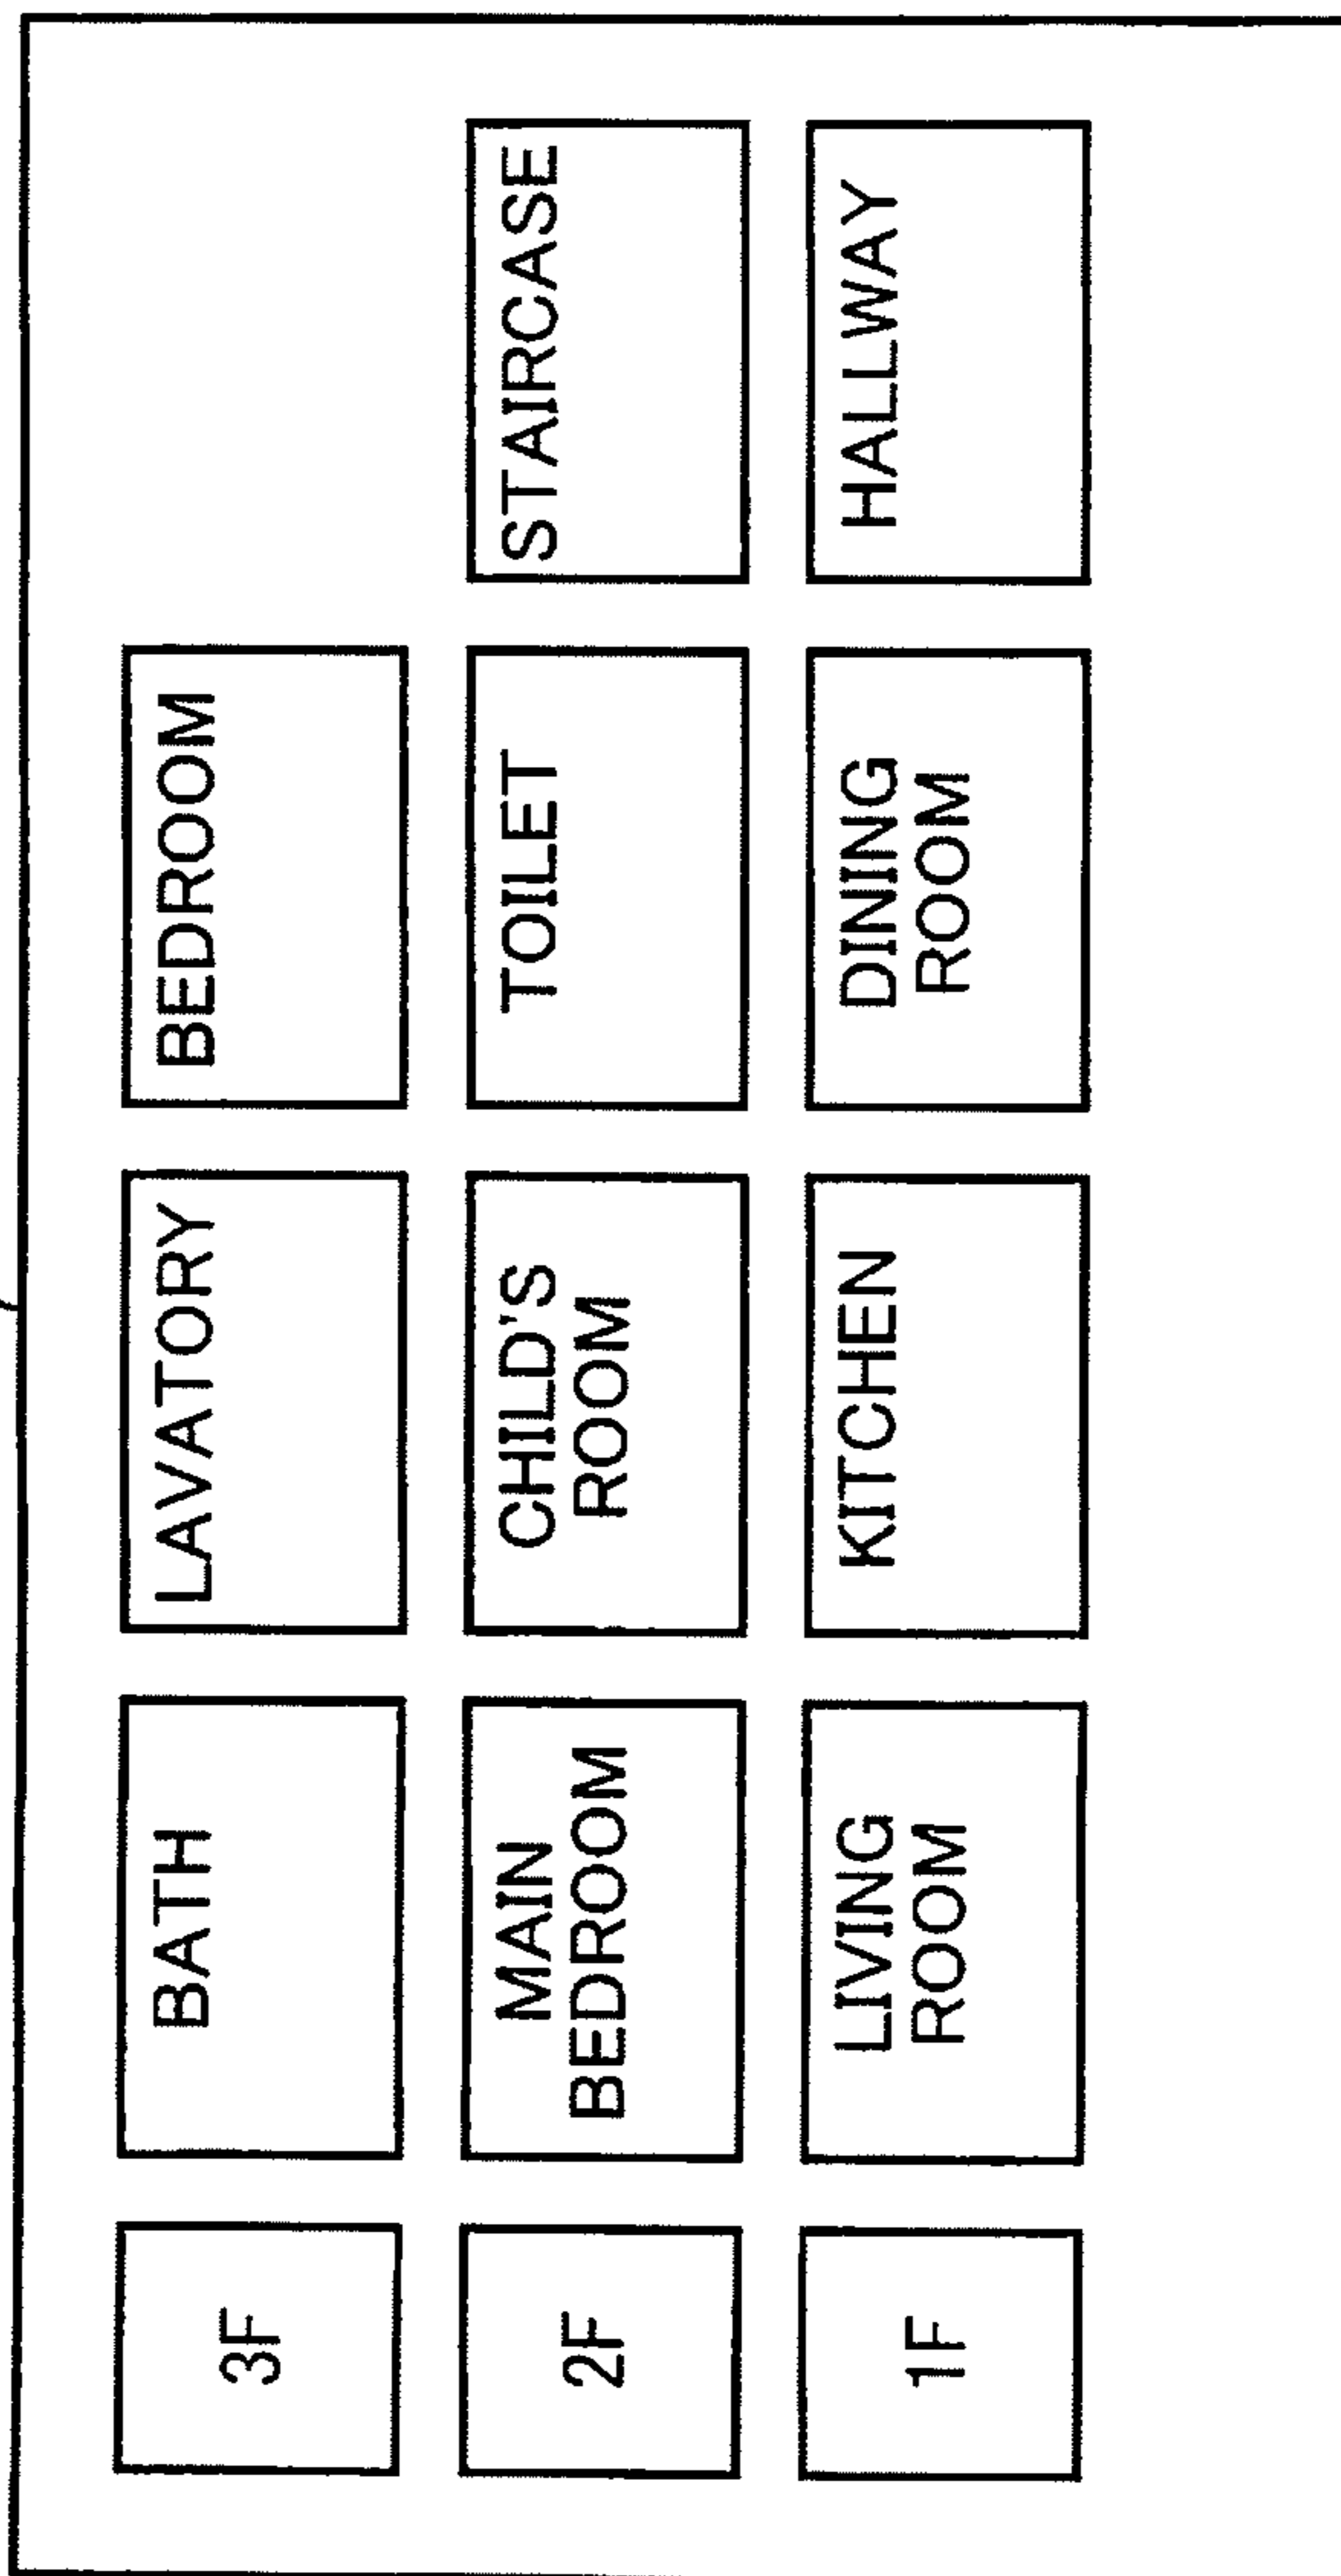 3F
BATH
LAVATORY
BEDROOM
2F
MAIN
BEDROOM
CHILD'S
ROOM
TOILET
STAIRCASE
1F
LIVING
ROOM
KITCHEN
DINING
ROOM
HALLWAY